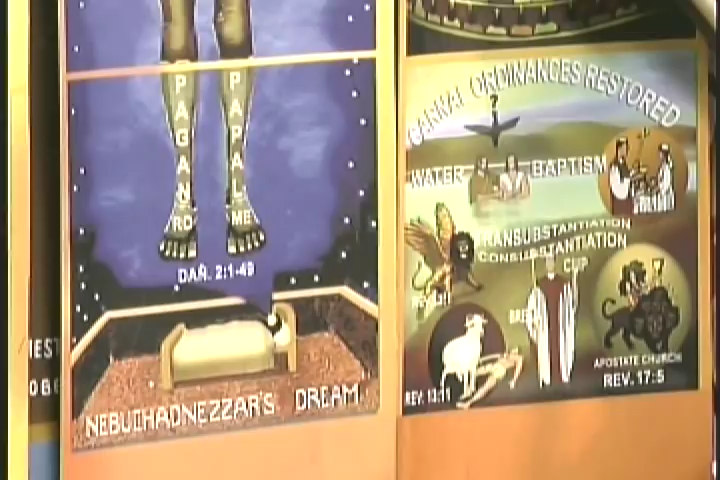 PAGAN
PAPAL
RO
ME
DAN. 2:1-49
NEBUCHADNEZZAR'S DREAM
CARNAL ORDINANCES RESTORED
?
WATER BAPTISM
TRANSUBSTANTIATION
CONSUBSTANTIATION
CUP
APOSTATE CHURCH
REV. 13:11
REV. 17:5